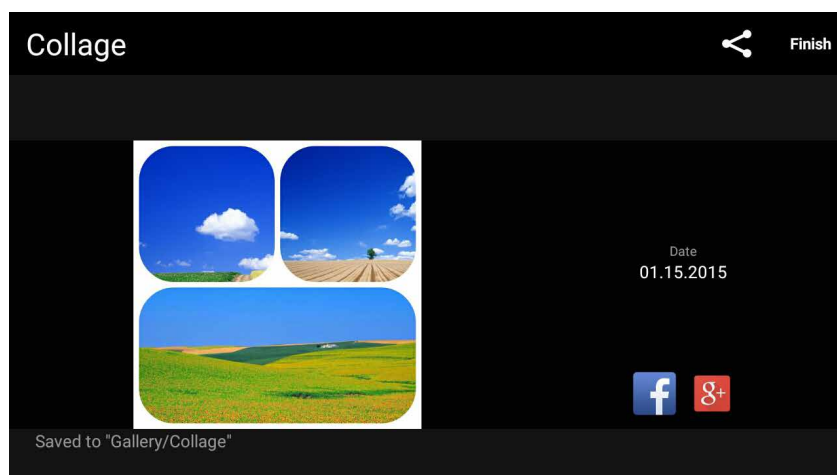 Collage
Finish
Date
01.15.2015
f
g+
Saved to "Gallery/Collage"